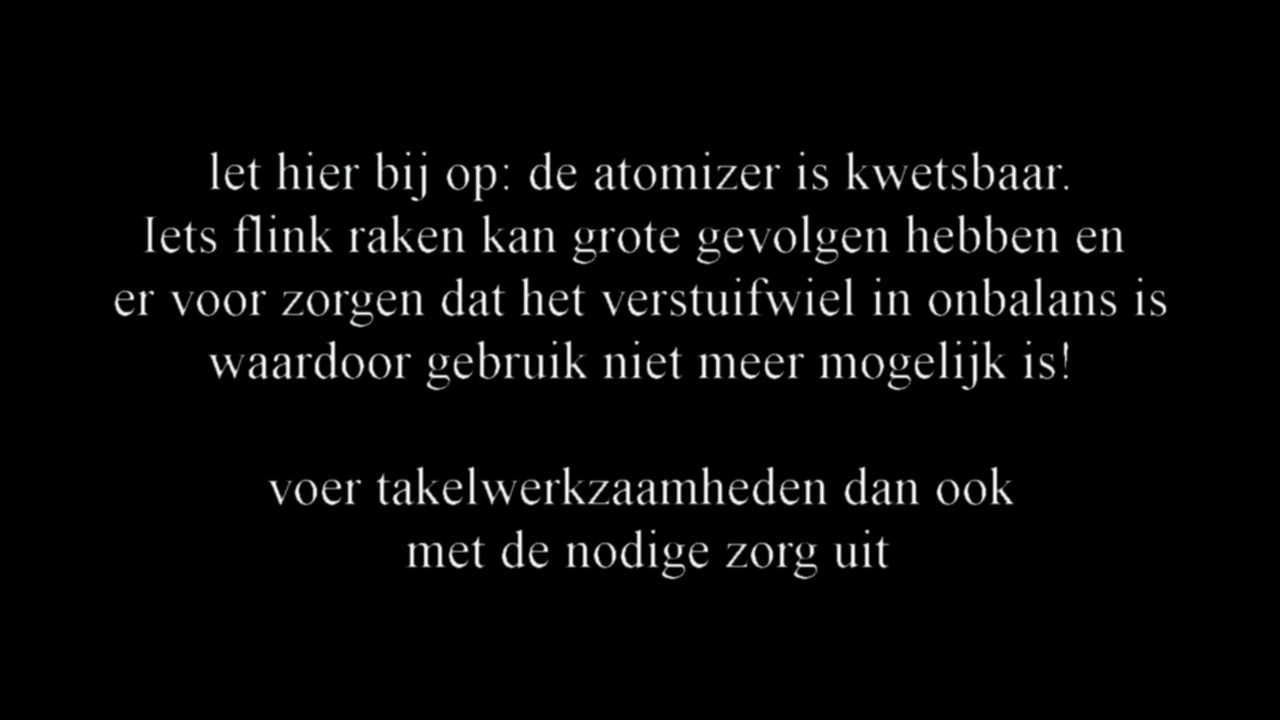 let hier bij op: de atomizer is kwetsbaar.
Iets flink raken kan grote gevolgen hebben en
er voor zorgen dat het verstuifwiel in onbalans is
waardoor gebruik niet meer mogelijk is!
voer takelwerkzaamheden dan ook
met de nodige zorg uit